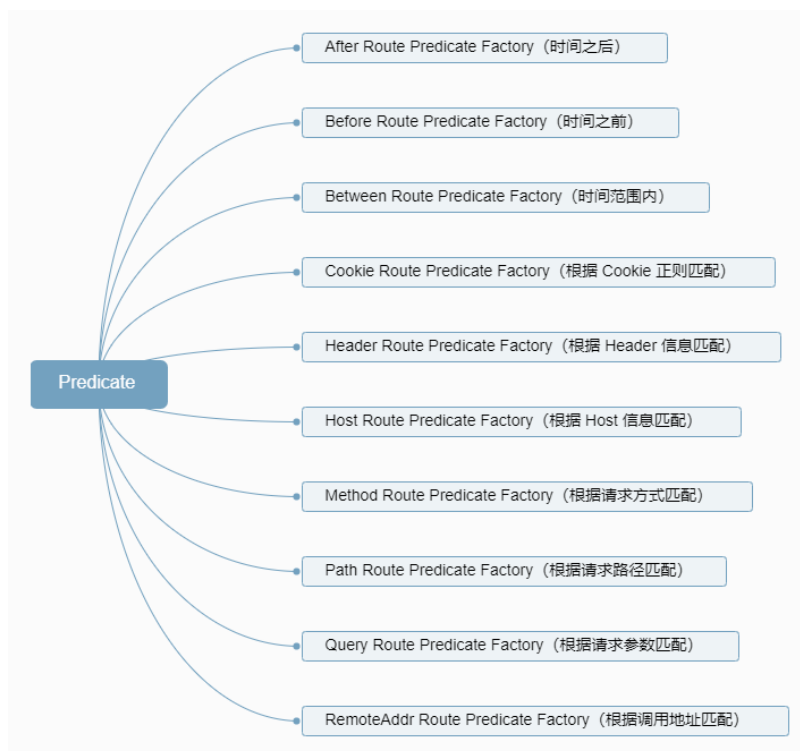 After Route Predicate Factory（时间之后）
Before Route Predicate Factory（时间之前）
Between Route Predicate Factory（时间范围内）
Cookie Route Predicate Factory（根据 Cookie 正则匹配）
Header Route Predicate Factory（根据 Header 信息匹配）
Predicate
Host Route Predicate Factory（根据 Host 信息匹配）
Method Route Predicate Factory（根据请求方式匹配）
Path Route Predicate Factory（根据请求路径匹配）
Query Route Predicate Factory（根据请求参数匹配）
RemoteAddr Route Predicate Factory（根据调用地址匹配）